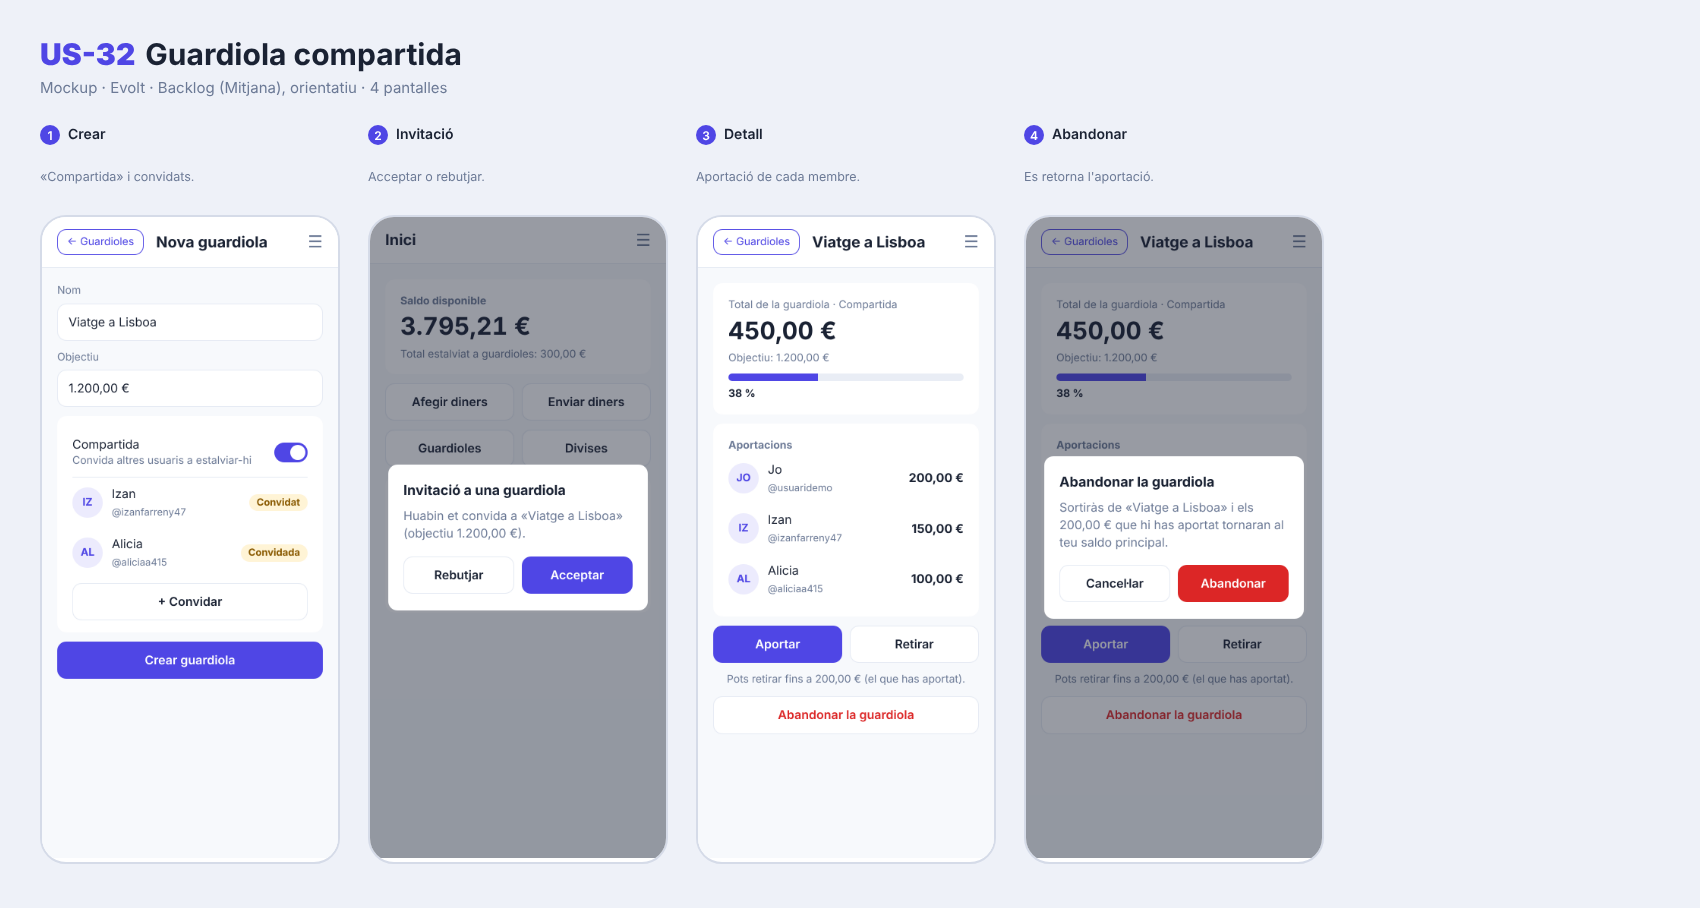 US-32 Guardiola compartida
Mockup · Evolt · Backlog (Mitjana), orientatiu · 4 pantalles
1 Crear
«Compartida» i convidats.
← Guardioles Nova guardiola ☰
Nom
Viatge a Lisboa
Objectiu
1.200,00 €
Compartida
Convida altres usuaris a estalviar-hi
IZ Izan Convidat
@izanfarreny47
AL Alicia Convidada
@aliciaa415
+ Convidar
Crear guardiola
2 Invitació
Acceptar o rebutjar.
Inici ☰
Saldo disponible
3.795,21 €
Total estalviat a guardioles: 300,00 €
Afegir diners Enviar diners
Guardioles Divises
Invitació a una guardiola
Huabin et convida a «Viatge a Lisboa»
(objectiu 1.200,00 €).
Rebutjar Acceptar
3 Detall
Aportació de cada membre.
← Guardioles Viatge a Lisboa ☰
Total de la guardiola · Compartida
450,00 €
Objectiu: 1.200,00 €
38 %
Aportacions
JO Jo 200,00 €
@usuaridemo
IZ Izan 150,00 €
@izanfarreny47
AL Alicia 100,00 €
@aliciaa415
Aportar Retirar
Pots retirar fins a 200,00 € (el que has aportat).
Abandonar la guardiola
4 Abandonar
Es retorna l'aportació.
← Guardioles Viatge a Lisboa ☰
Total de la guardiola · Compartida
450,00 €
Objectiu: 1.200,00 €
38 %
Aportacions
Abandonar la guardiola
Sortiràs de «Viatge a Lisboa» i els
200,00 € que hi has aportat tornaran al
teu saldo principal.
Cancel·lar Abandonar
Aportar Retirar
Pots retirar fins a 200,00 € (el que has aportat).
Abandonar la guardiola